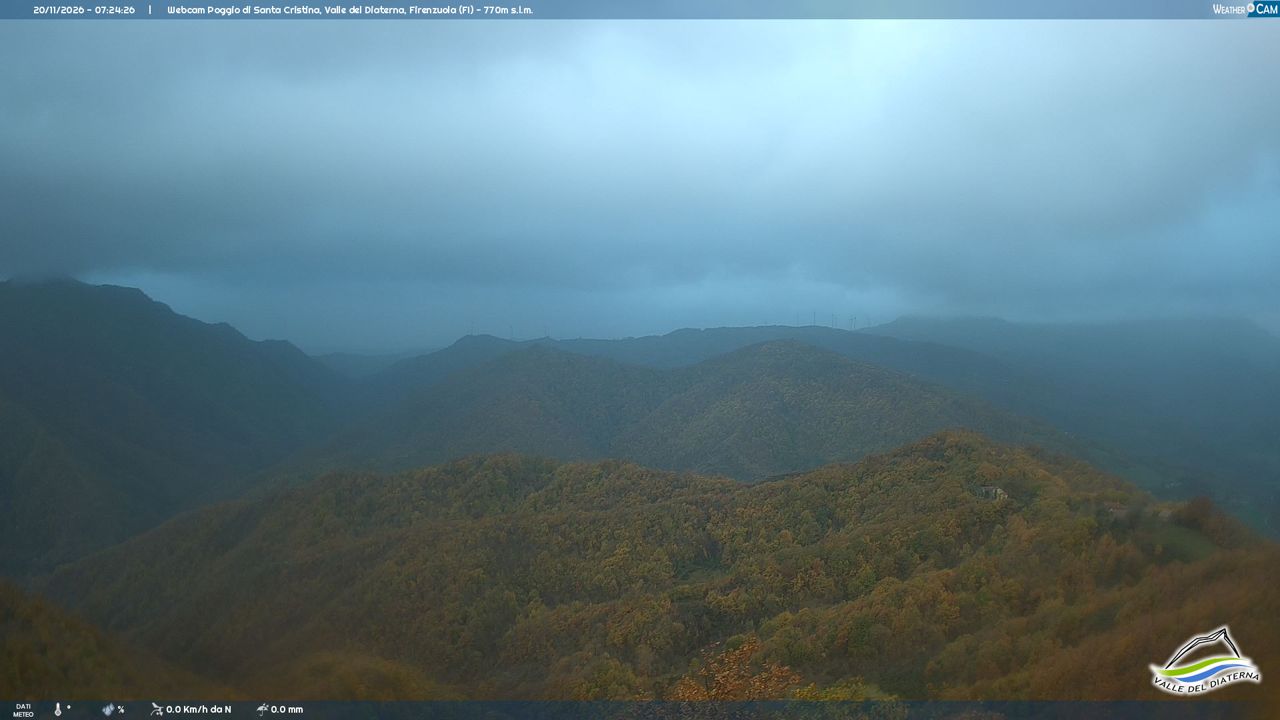 20/11/2026 - 07:24:26 | Webcam Poggio di Santa Cristina, Valle del Diaterna, Firenzuola (FI) - 770m s.l.m.
WEATHER CAM
VALLE DEL DIATERNA
DATI METEO ° % 0.0 Km/h da N 0.0 mm